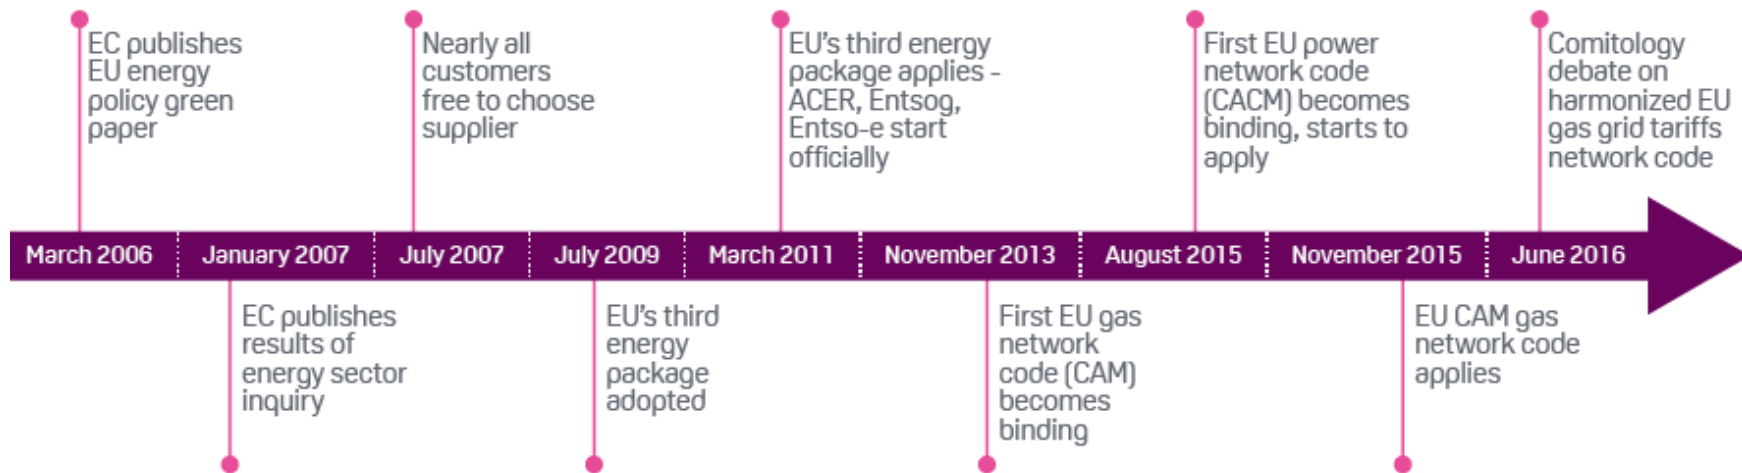 EC publishes
EU energy
policy green
paper
Nearly all
customers
free to choose
supplier
EU's third energy
package applies -
ACER, Entsog,
Entso-e start
officially
First EU power
network code
(CACM) becomes
binding, starts to
apply
Comitology
debate on
harmonized EU
gas grid tariffs
network code
March 2006
January 2007
July 2007
July 2009
March 2011
November 2013
August 2015
November 2015
June 2016
EC publishes
results of
energy sector
inquiry
EU's third
energy
package
adopted
First EU gas
network
code (CAM)
becomes
binding
EU CAM gas
network code
applies